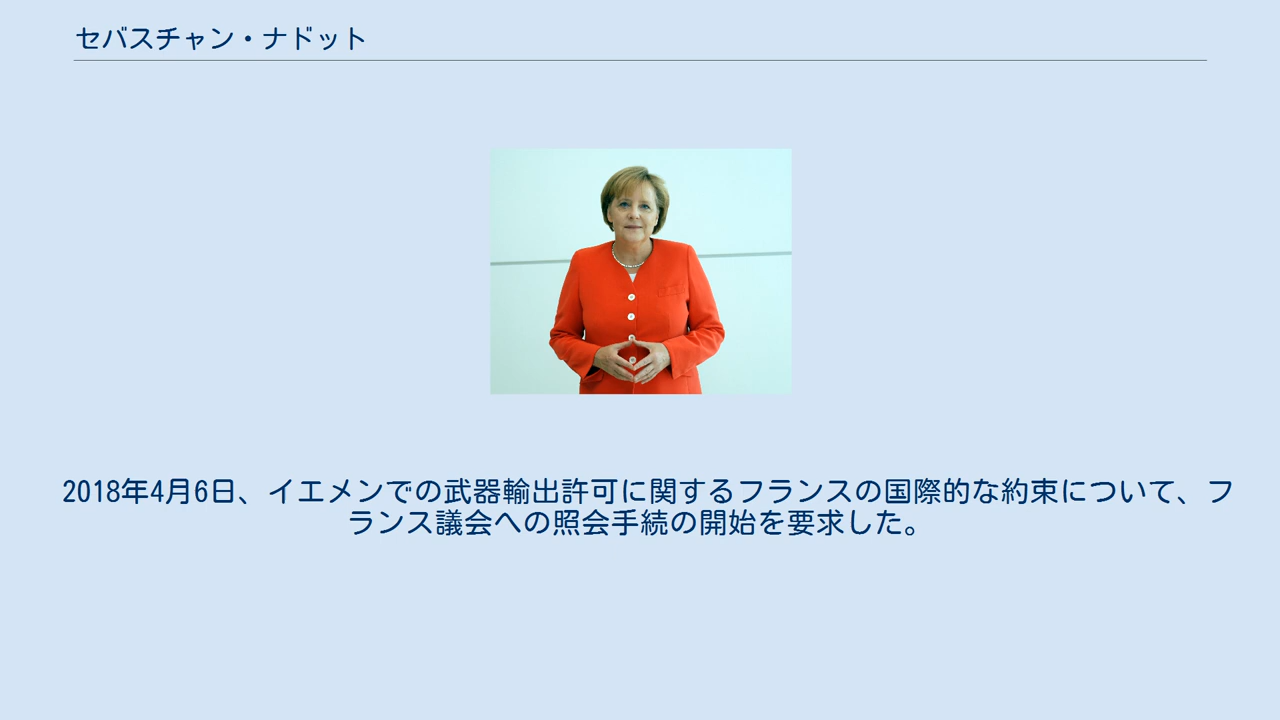 セバスチャン・ナドット
2018年4月6日、イエメンでの武器輸出許可に関するフランスの国際的な約束について、フ
ランス議会への照会手続の開始を要求した。